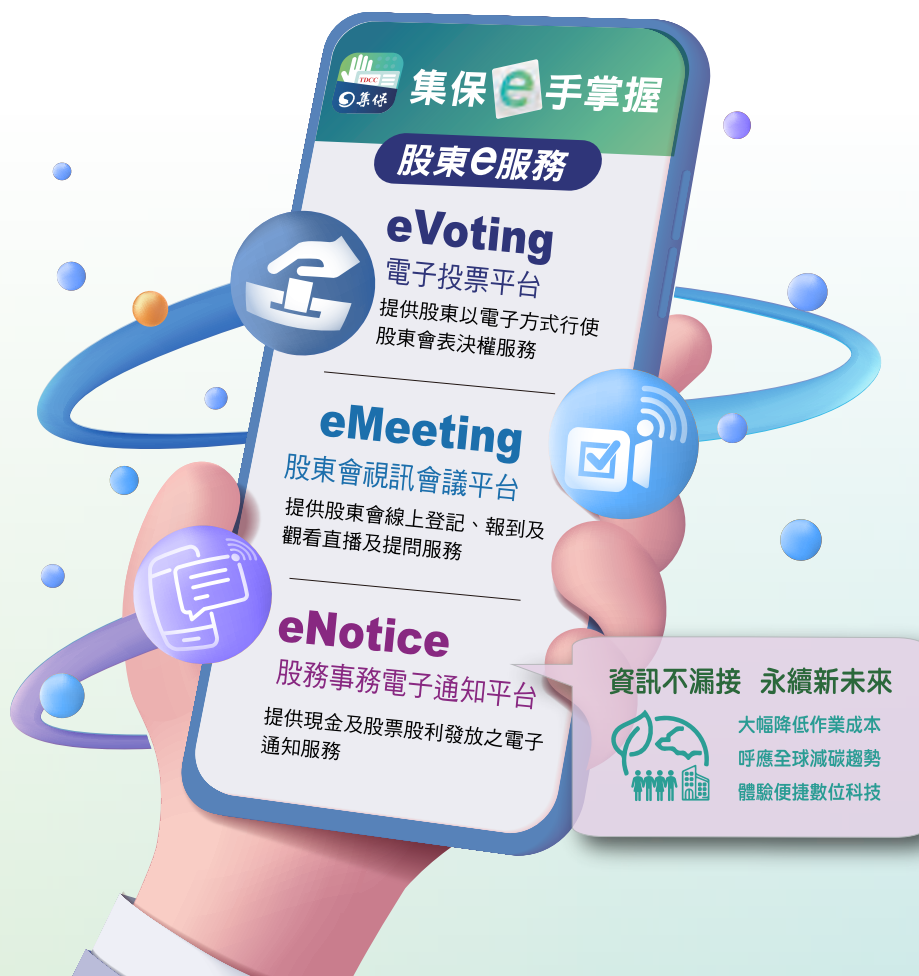 TDCC
集保
集保e手掌握
股東e服務
eVoting
電子投票平台
提供股東以電子方式行使
股東會表決權服務
eMeeting
股東會視訊會議平台
提供股東會線上登記、報到及
觀看直播及提問服務
eNotice
股務事務電子通知平台
提供現金及股票股利發放之電子
通知服務
資訊不漏接 永續新未來
大幅降低作業成本
呼應全球減碳趨勢
體驗便捷數位科技